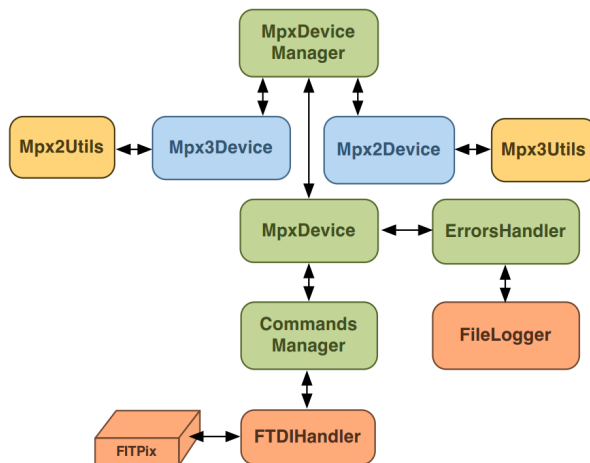 MpxDevice
Manager
Mpx2Utils
Mpx3Device
Mpx2Device
Mpx3Utils
MpxDevice
ErrorsHandler
Commands
Manager
FileLogger
FTDIHandler
FITPix